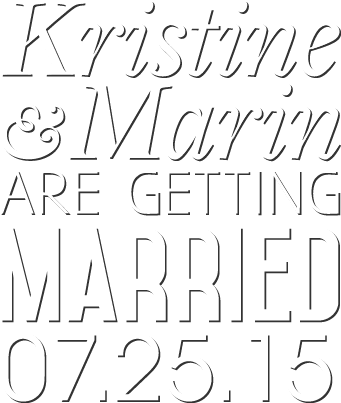 Kristine
& Marin
ARE GETTING
MARRIED
07.25.15